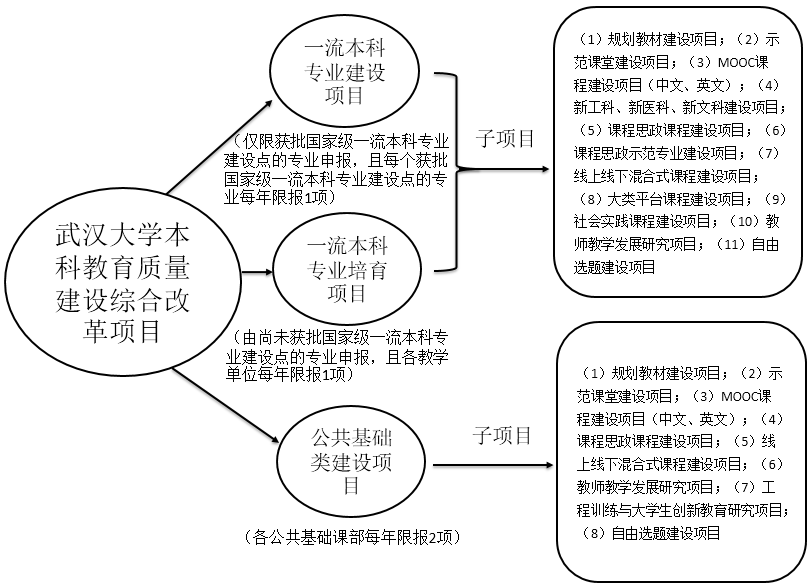 武汉大学本
科教育质量
建设综合改
革项目
一流本科
专业建设
项目
（仅限获批国家级一流本科专业
建设点的专业申报，且每个获批
国家级一流本科专业建设点的专
业每年限报1项）
一流本科
专业培育
项目
（由尚未获批国家级一流本科专
业建设点的专业申报，且各教学
单位每年限报1项）
公共基础
类建设项
目
（各公共基础课部每年限报2项）
子项目
（1）规划教材建设项目；（2）示
范课堂建设项目；（3）MOOC课
程建设项目（中文、英文）；（4）
新工科、新医科、新文科建设项目；
（5）课程思政课程建设项目；（6）
课程思政示范专业建设项目；（7）
线上线下混合式课程建设项目；
（8）大类平台课程建设项目；（9）
社会实践课程建设项目；（10）教
师教学发展研究项目；（11）自由
选题建设项目
子项目
（1）规划教材建设项目；（2）示
范课堂建设项目；（3）MOOC课
程建设项目（中文、英文）；（4）
课程思政课程建设项目；（5）线
上线下混合式课程建设项目；（6）
教师教学发展研究项目；（7）工
程训练与大学生创新教育研究项目；
（8）自由选题建设项目